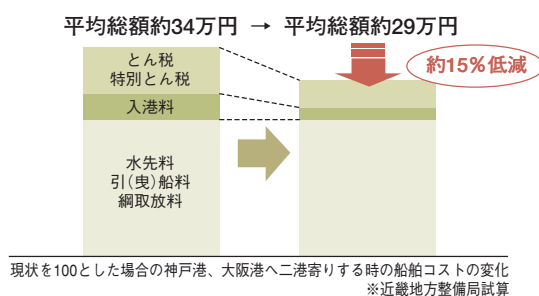 平均総額約34万円 → 平均総額約29万円
約15%低減
とん税
特別とん税
入港料
水先料
引(曳)船料
綱取放料
現状を100とした場合の神戸港、大阪港へ二港寄りする時の船舶コストの変化
※近畿地方整備局試算